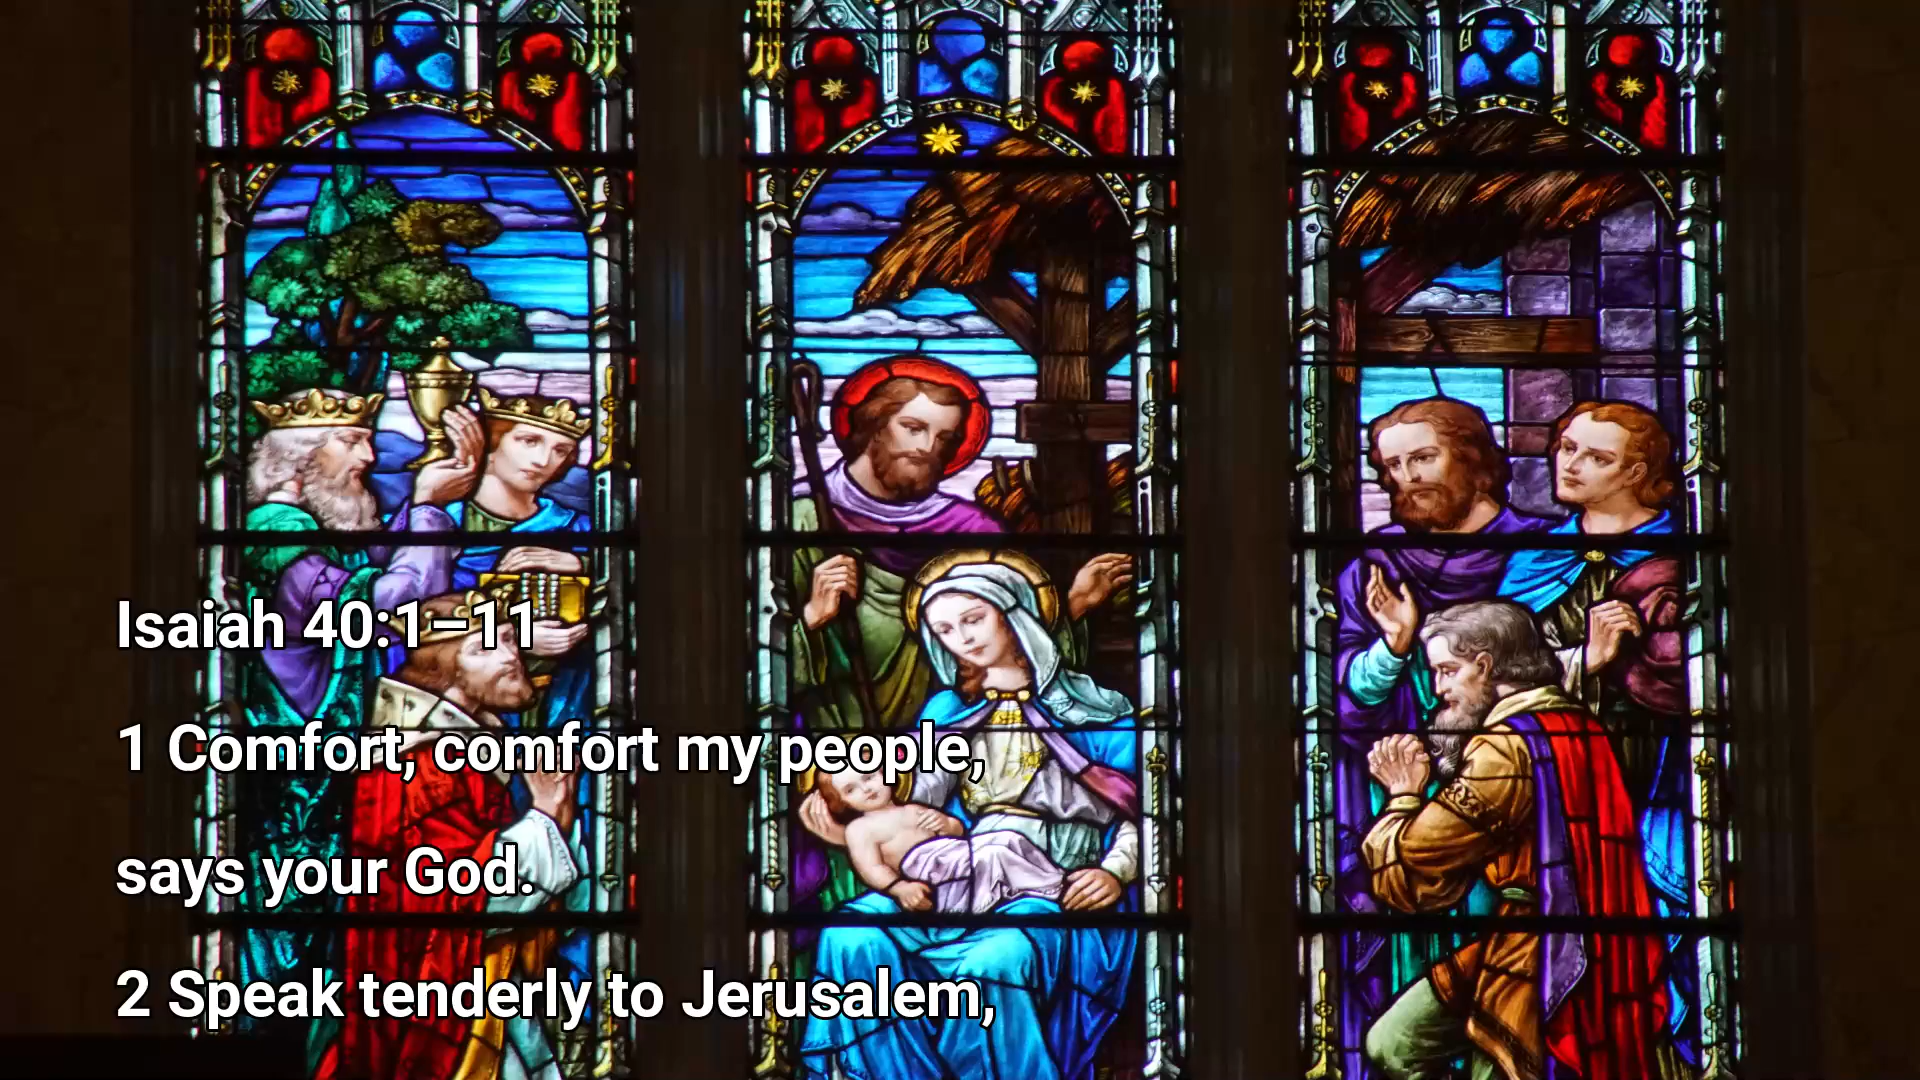 Isaiah 40:1–11
1 Comfort, comfort my people,
says your God.
2 Speak tenderly to Jerusalem,